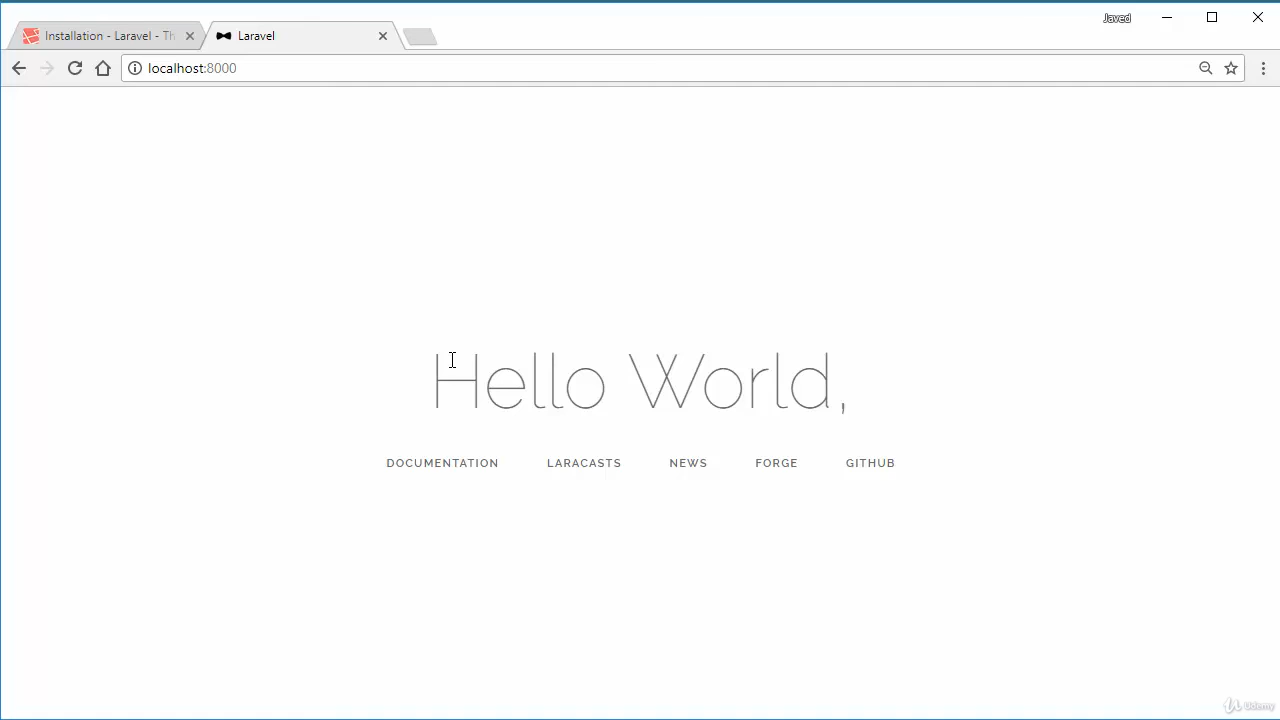 Javed
Installation - Laravel - Th
Laravel
localhost:8000
Hello World,
DOCUMENTATION LARACASTS NEWS FORGE GITHUB
Udemy